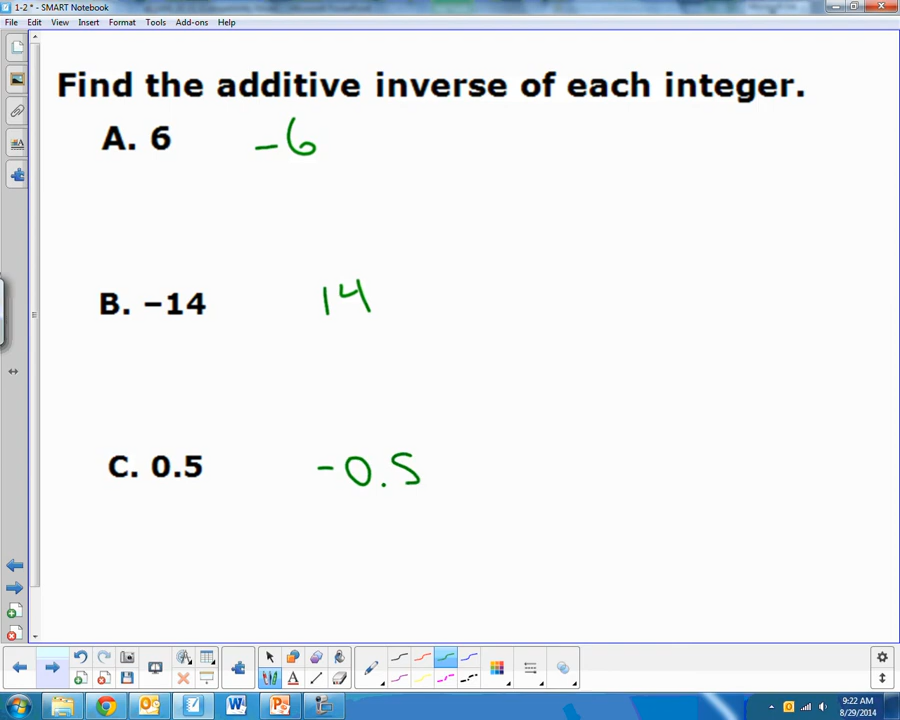 1-2 * - SMART Notebook
File Edit View Insert Format Tools Add-ons Help
Find the additive inverse of each integer.
A. 6 -6
B. −14 14
C. 0.5 -0.5
9:22 AM
8/29/2014